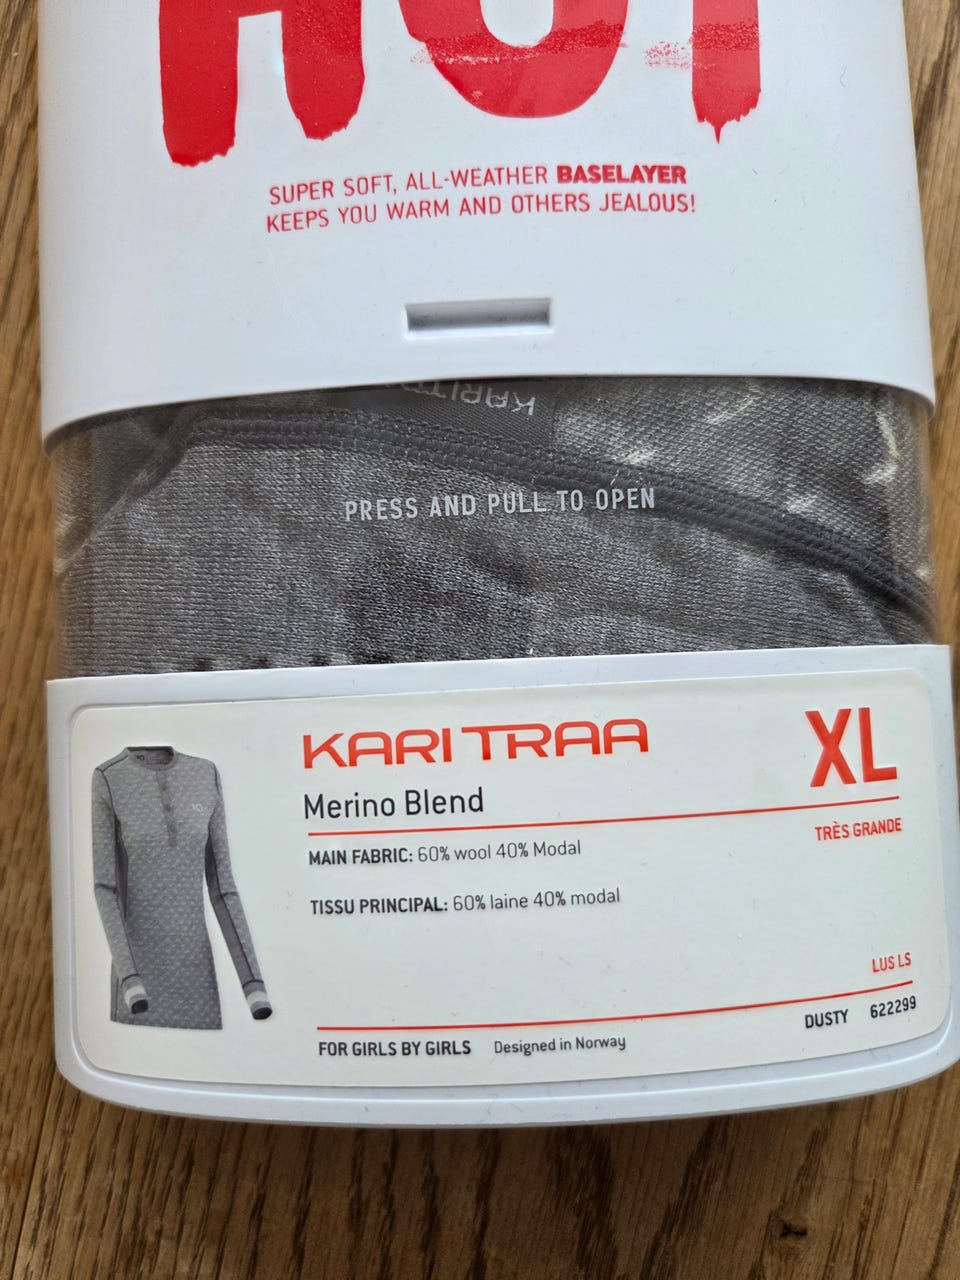 HOT
SUPER SOFT, ALL-WEATHER BASELAYER
KEEPS YOU WARM AND OTHERS JEALOUS!
PRESS AND PULL TO OPEN
KARI TRAA
XL
Merino Blend
TRÈS GRANDE
MAIN FABRIC: 60% wool 40% Modal
TISSU PRINCIPAL: 60% laine 40% modal
LUS LS
DUSTY 622299
FOR GIRLS BY GIRLS Designed in Norway